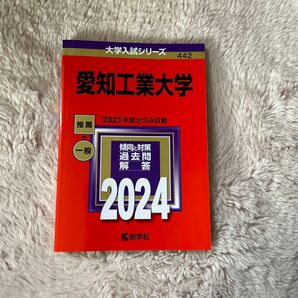 大学入試シリーズ
442
愛知工業大学
2023年度分のみ収載
推薦
一般
傾向と対策
過去問
解答
2024
教学社